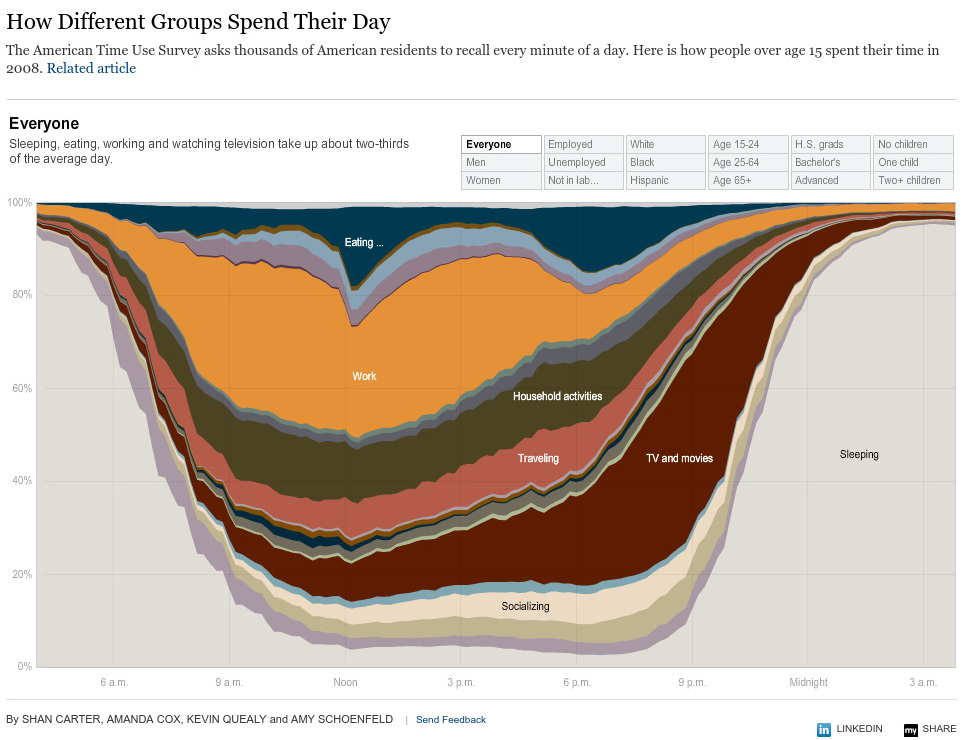 How Different Groups Spend Their Day
The American Time Use Survey asks thousands of American residents to recall every minute of a day. Here is how people over age 15 spent their time in
2008. Related article
Everyone
Sleeping, eating, working and watching television take up about two-thirds
of the average day.
Everyone Employed White Age 15-24 H.S. grads No children
Men Unemployed Black Age 25-64 Bachelor's One child
Women Not in lab... Hispanic Age 65+ Advanced Two+ children
100%
Eating ...
80%
Work
60%
Household activities
Traveling TV and movies Sleeping
40%
20%
Socializing
0%
6 a.m. 9 a.m. Noon 3 p.m. 6 p.m. 9 p.m. Midnight 3 a.m.
By SHAN CARTER, AMANDA COX, KEVIN QUEALY and AMY SCHOENFELD | Send Feedback
in LINKEDIN my SHARE